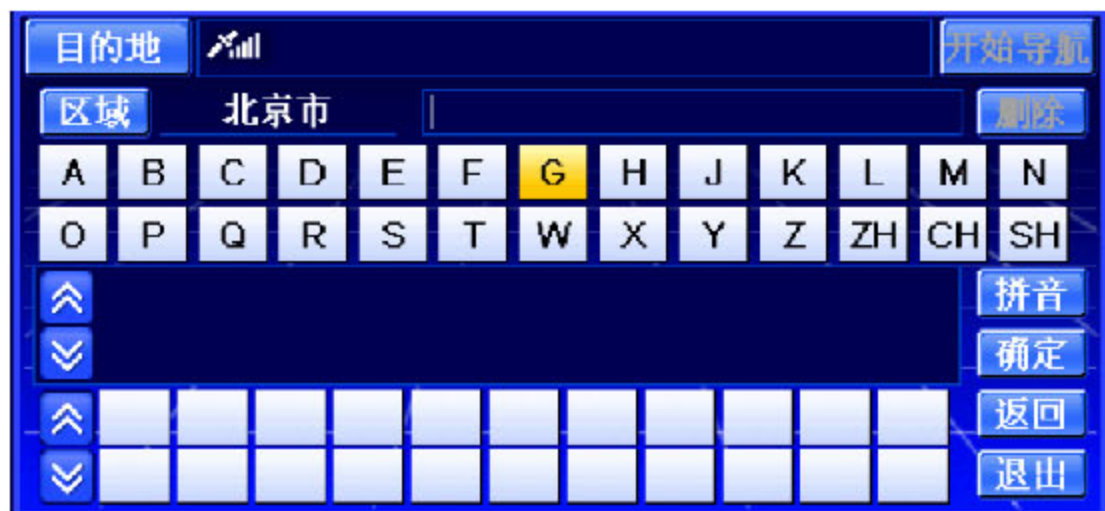 目的地 开始导航
区域 北京市 删除
A B C D E F G H J K L M N
O P Q R S T W X Y Z ZH CH SH
拼音
确定
返回
退出